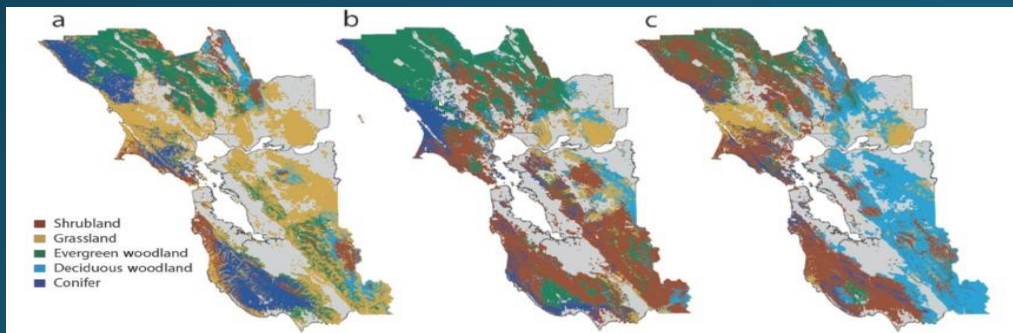 a b c
Shrubland
Grassland
Evergreen woodland
Deciduous woodland
Conifer